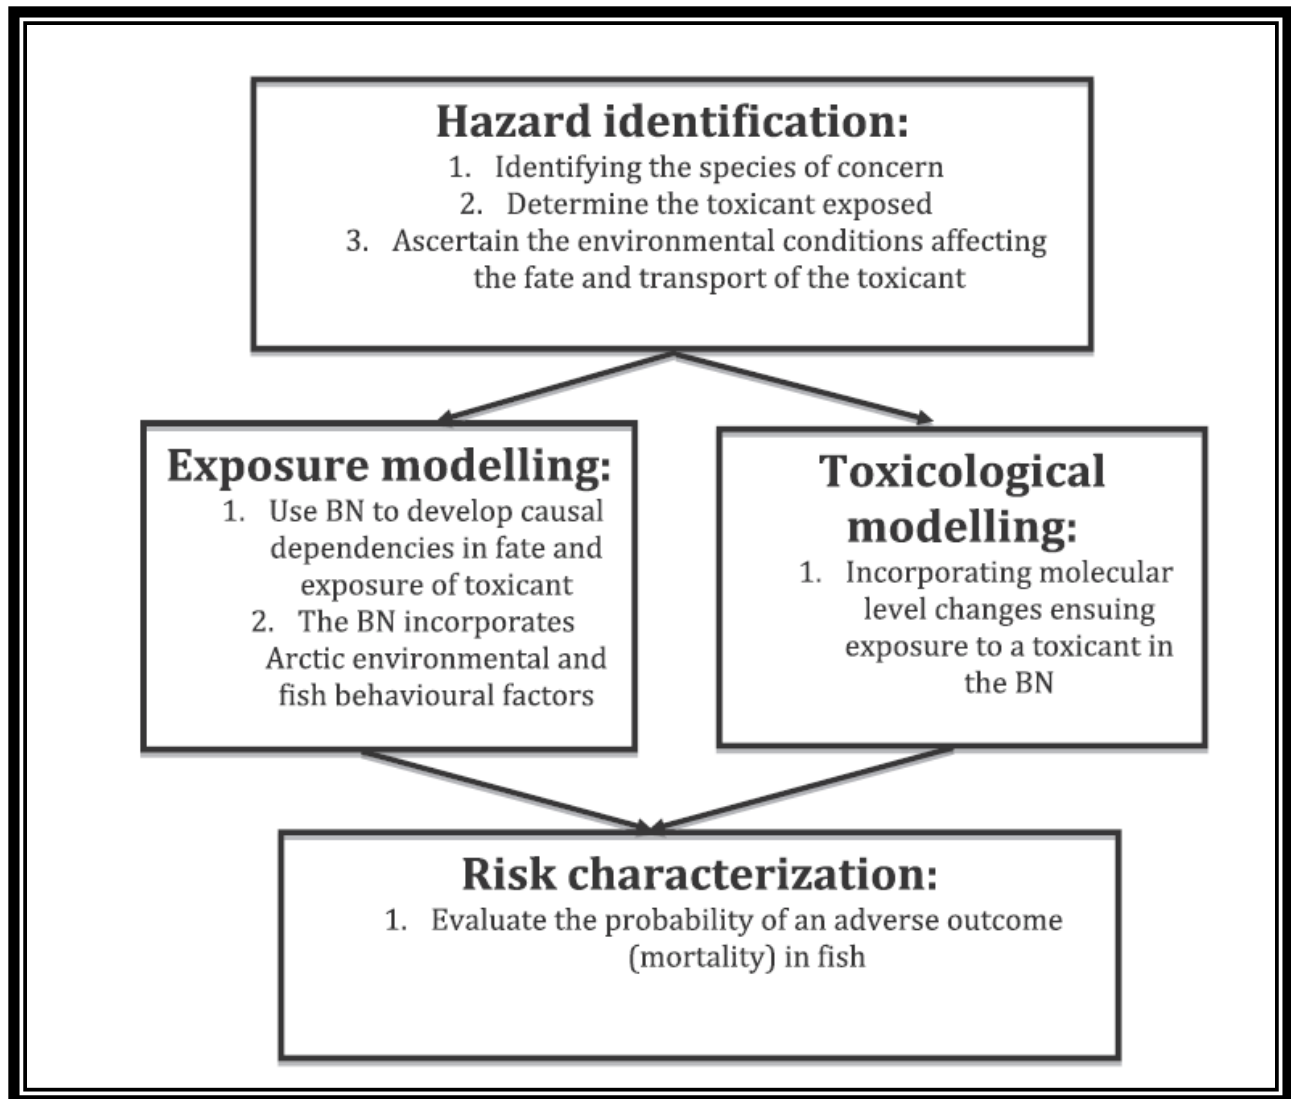 Hazard identification:
1. Identifying the species of concern
2. Determine the toxicant exposed
3. Ascertain the environmental conditions affecting
the fate and transport of the toxicant
Exposure modelling:
1. Use BN to develop causal
dependencies in fate and
exposure of toxicant
2. The BN incorporates
Arctic environmental and
fish behavioural factors
Toxicological
modelling:
1. Incorporating molecular
level changes ensuing
exposure to a toxicant in
the BN
Risk characterization:
1. Evaluate the probability of an adverse outcome
(mortality) in fish